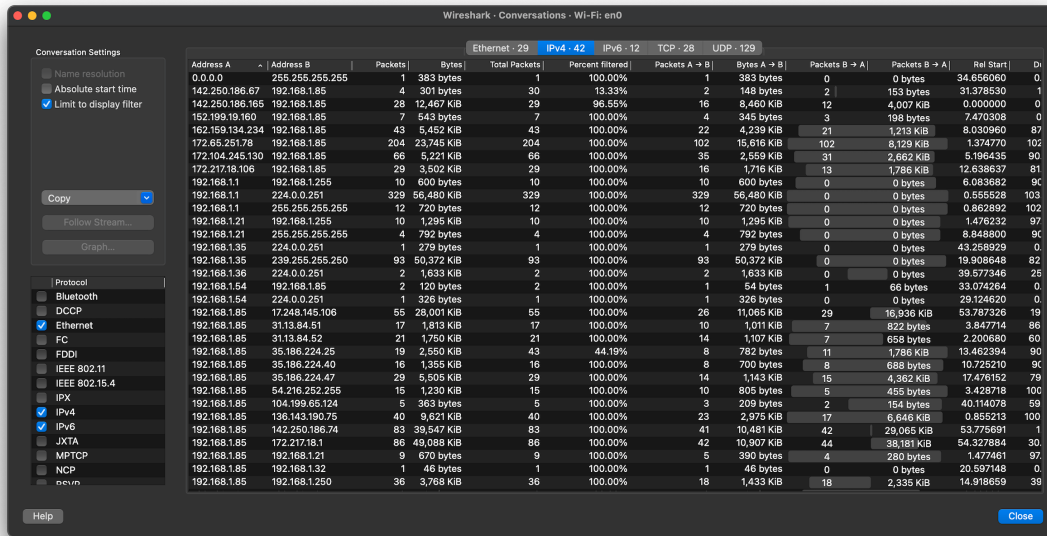 Wireshark · Conversations · Wi-Fi: en0
Conversation Settings
Name resolution
Absolute start time
Limit to display filter
Copy
Follow Stream...
Graph...
Protocol
Bluetooth
DCCP
Ethernet
FC
FDDI
IEEE 802.11
IEEE 802.15.4
IPX
IPv4
IPv6
JXTA
MPTCP
NCP
RSVP
Ethernet · 29 IPv4 · 42 IPv6 · 12 TCP · 28 UDP · 129
Address A Address B Packets Bytes Total Packets Percent filtered Packets A → B Bytes A → B Packets B → A Packets B → A Rel Start
0.0.0.0 255.255.255.255 1 383 bytes 1 100.00% 1 383 bytes 0 0 bytes 34.656060 0.
142.250.186.67 192.168.1.85 4 301 bytes 30 13.33% 2 148 bytes 2 153 bytes 31.378530 1
142.250.186.165 192.168.1.85 28 12,467 KiB 29 96.55% 16 8,460 KiB 12 4,007 KiB 0.000000 0
152.199.19.160 192.168.1.85 7 543 bytes 7 100.00% 4 345 bytes 3 198 bytes 7.470308 0
162.159.134.234 192.168.1.85 43 5,452 KiB 43 100.00% 22 4,239 KiB 21 1,213 KiB 8.030960 87
172.65.251.78 192.168.1.85 204 23,745 KiB 204 100.00% 102 15,616 KiB 102 8,129 KiB 1.374770 102
172.104.245.130 192.168.1.85 66 5,221 KiB 66 100.00% 35 2,559 KiB 31 2,662 KiB 5.196435 90.
172.217.18.106 192.168.1.85 29 3,502 KiB 29 100.00% 16 1,716 KiB 13 1,786 KiB 12.638637 81.
192.168.1.1 192.168.1.255 10 600 bytes 10 100.00% 10 600 bytes 0 0 bytes 6.083682 90
192.168.1.1 224.0.0.251 329 56,480 KiB 329 100.00% 329 56,480 KiB 0 0 bytes 0.555528 103
192.168.1.1 255.255.255.255 12 720 bytes 12 100.00% 12 720 bytes 0 0 bytes 0.862892 102
192.168.1.21 192.168.1.255 10 1,295 KiB 10 100.00% 10 1,295 KiB 0 0 bytes 1.476232 97
192.168.1.21 255.255.255.255 4 792 bytes 4 100.00% 4 792 bytes 0 0 bytes 8.848800 90
192.168.1.35 224.0.0.251 1 279 bytes 1 100.00% 1 279 bytes 0 0 bytes 43.258929 0.
192.168.1.35 239.255.255.250 93 50,372 KiB 93 100.00% 93 50,372 KiB 0 0 bytes 19.908648 82
192.168.1.36 224.0.0.251 2 1,633 KiB 2 100.00% 2 1,633 KiB 0 0 bytes 39.577346 25
192.168.1.54 192.168.1.85 2 120 bytes 2 100.00% 1 54 bytes 1 66 bytes 33.074264 0.
192.168.1.54 224.0.0.251 1 326 bytes 1 100.00% 1 326 bytes 0 0 bytes 29.124620 0.
192.168.1.85 17.248.145.106 55 28,001 KiB 55 100.00% 26 11,065 KiB 29 16,936 KiB 53.787326 19
192.168.1.85 31.13.84.51 17 1,813 KiB 17 100.00% 10 1,011 KiB 7 822 bytes 3.847714 86
192.168.1.85 31.13.84.52 21 1,750 KiB 21 100.00% 14 1,107 KiB 7 658 bytes 2.200680 60
192.168.1.85 35.186.224.25 19 2,550 KiB 43 44.19% 8 782 bytes 11 1,786 KiB 13.462394 90
192.168.1.85 35.186.224.40 16 1,355 KiB 16 100.00% 8 700 bytes 8 688 bytes 10.725210 90
192.168.1.85 35.186.224.47 29 5,505 KiB 29 100.00% 14 1,143 KiB 15 4,362 KiB 17.476152 79
192.168.1.85 54.216.252.255 15 1,230 KiB 15 100.00% 10 805 bytes 5 455 bytes 3.428718 100
192.168.1.85 104.199.65.124 5 363 bytes 5 100.00% 3 209 bytes 2 154 bytes 40.114078 59
192.168.1.85 136.143.190.75 40 9,621 KiB 40 100.00% 23 2,975 KiB 17 6,646 KiB 0.855213 100
192.168.1.85 142.250.186.74 83 39,547 KiB 83 100.00% 41 10,481 KiB 42 29,065 KiB 53.775691 1
192.168.1.85 172.217.18.1 86 49,088 KiB 86 100.00% 42 10,907 KiB 44 38,181 KiB 54.327884 30.
192.168.1.85 192.168.1.21 9 670 bytes 9 100.00% 5 390 bytes 4 280 bytes 1.477461 97.
192.168.1.85 192.168.1.32 1 46 bytes 1 100.00% 1 46 bytes 0 0 bytes 20.597148 0.
192.168.1.85 192.168.1.250 36 3,768 KiB 36 100.00% 18 1,433 KiB 18 2,335 KiB 14.918659 39
Help
Close